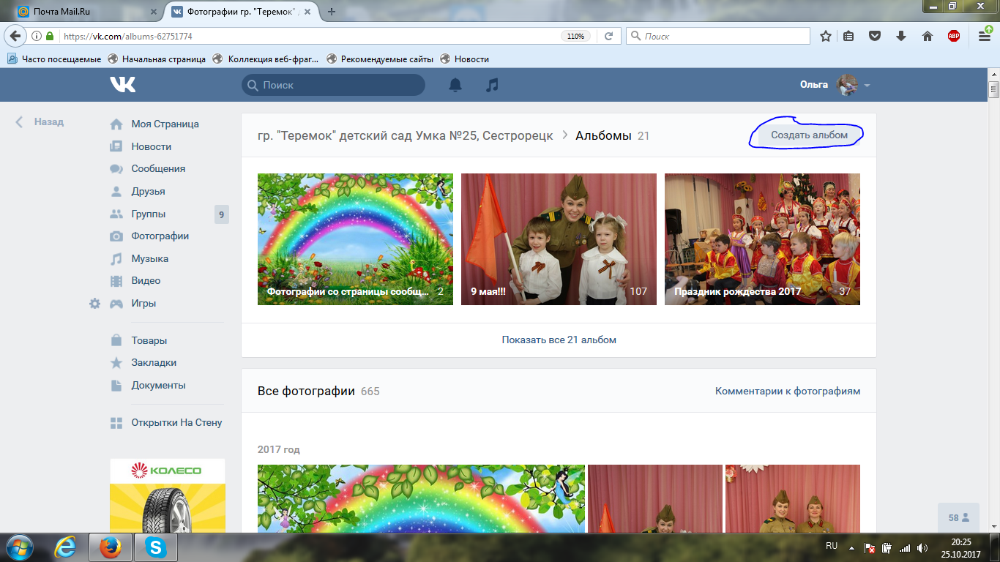 Почта Mail.Ru
Фотографии гр. "Теремок"
https://vk.com/albums-62751774
110%
Поиск
ABP
Часто посещаемые
Начальная страница
Коллекция веб-фраг...
Рекомендуемые сайты
Новости
Поиск
Ольга
Назад
Моя Страница
Новости
Сообщения
Друзья
Группы 9
Фотографии
Музыка
Видео
Игры
Товары
Закладки
Документы
Открытки На Стену
КОЛЕСО
гр. "Теремок" детский сад Умка №25, Сестрорецк > Альбомы 21
Создать альбом
Фотографии со страницы сообщ... 2
9 мая!!! 107
Праздник рождества 2017 37
Показать все 21 альбом
Все фотографии 665
Комментарии к фотографиям
2017 год
58
RU
20:25
25.10.2017